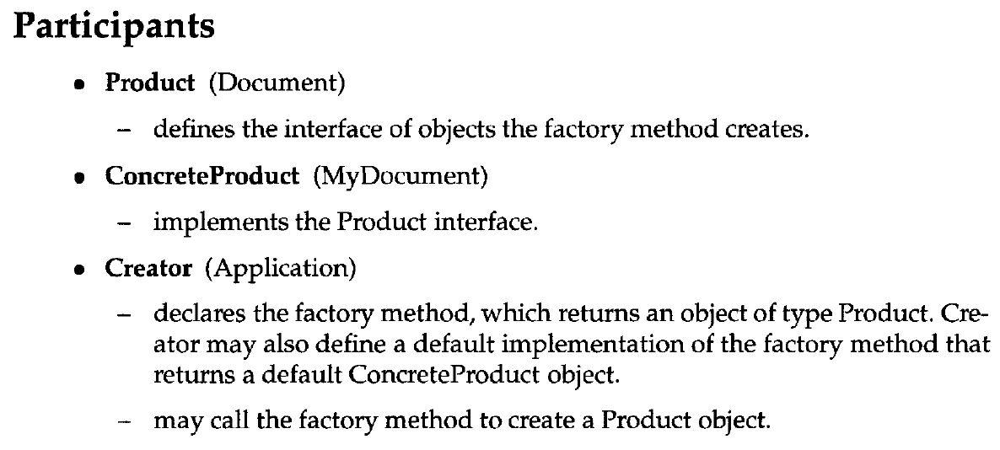 Participants
• Product (Document)
– defines the interface of objects the factory method creates.
• ConcreteProduct (MyDocument)
– implements the Product interface.
• Creator (Application)
– declares the factory method, which returns an object of type Product. Cre-
ator may also define a default implementation of the factory method that
returns a default ConcreteProduct object.
– may call the factory method to create a Product object.